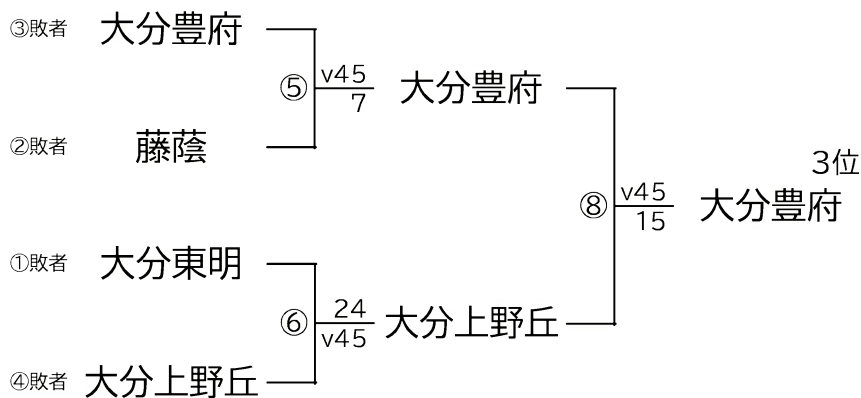 ③敗者 大分豊府
⑤ v45 大分豊府
7
②敗者 藤蔭
3位
⑧ v45 大分豊府
15
①敗者 大分東明
⑥ 24 大分上野丘
v45
④敗者 大分上野丘